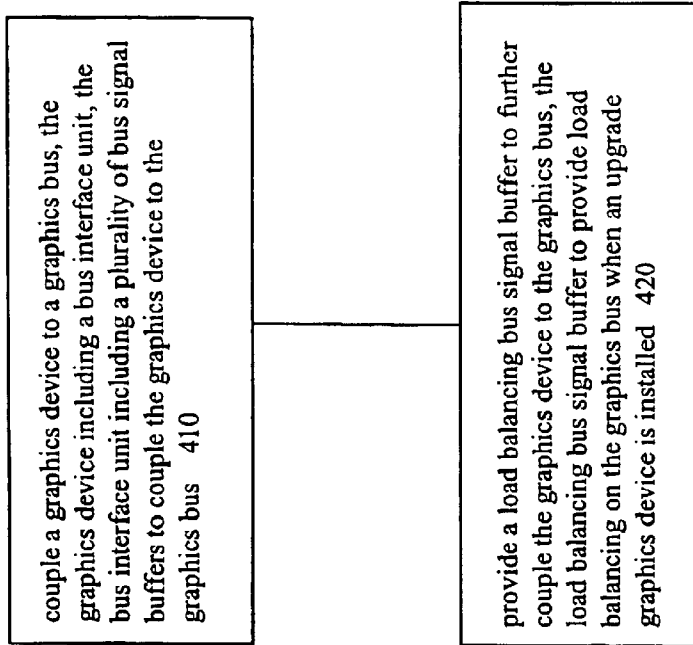 couple a graphics device to a graphics bus, the
graphics device including a bus interface unit, the
bus interface unit including a plurality of bus signal
buffers to couple the graphics device to the
graphics bus 410
provide a load balancing bus signal buffer to further
couple the graphics device to the graphics bus, the
load balancing bus signal buffer to provide load
balancing on the graphics bus when an upgrade
graphics device is installed 420